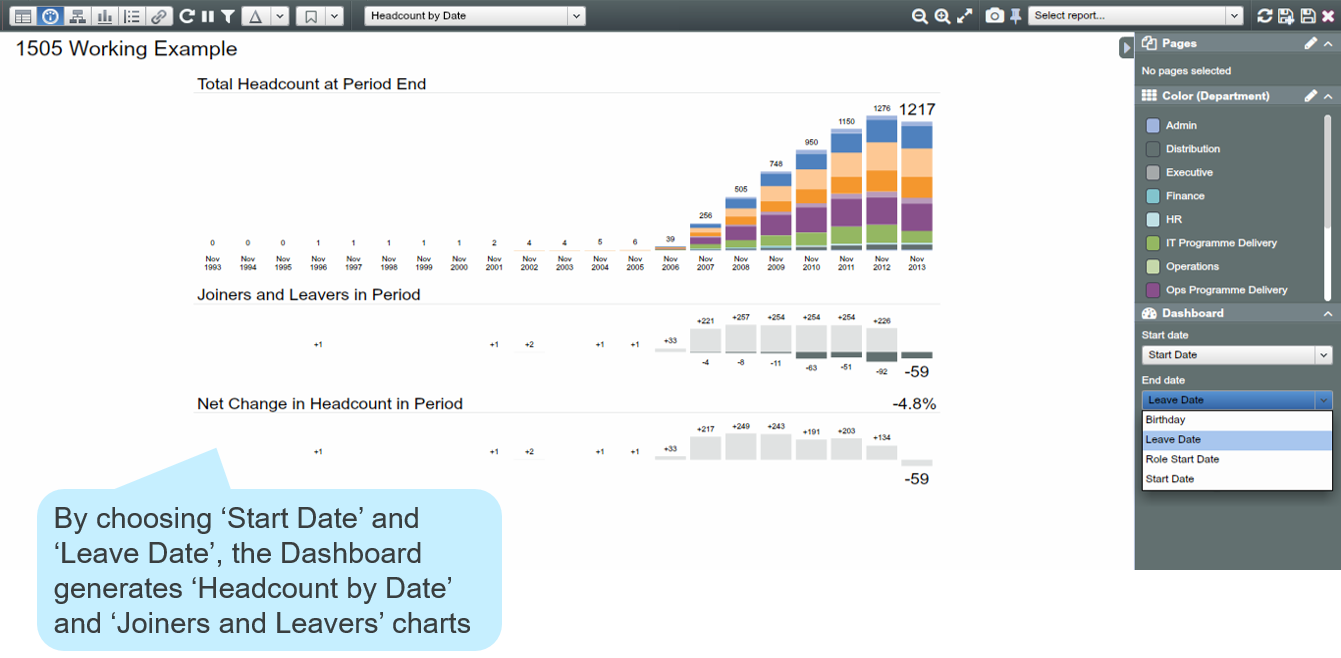 Headcount by Date
Select report...
1505 Working Example
Total Headcount at Period End
0 0 0 1 1 1 1 1 2 4 4 5 6 39 256 505 748 950 1150 1276 1217
Nov 1993
Nov 1994
Nov 1995
Nov 1996
Nov 1997
Nov 1998
Nov 1999
Nov 2000
Nov 2001
Nov 2002
Nov 2003
Nov 2004
Nov 2005
Nov 2006
Nov 2007
Nov 2008
Nov 2009
Nov 2010
Nov 2011
Nov 2012
Nov 2013
Joiners and Leavers in Period
+1 +1 +2 +1 +1 +33 +221 +257 +254 +254 +254 +226
-4 -8 -11 -63 -51 -92 -59
Net Change in Headcount in Period
-4.8%
+1 +1 +2 +1 +1 +33 +217 +249 +243 +191 +203 +134
-59
By choosing ‘Start Date’ and
‘Leave Date’, the Dashboard
generates ‘Headcount by Date’
and ‘Joiners and Leavers’ charts
Pages
No pages selected
Color (Department)
Admin
Distribution
Executive
Finance
HR
IT Programme Delivery
Operations
Ops Programme Delivery
Dashboard
Start date
Start Date
End date
Leave Date
Birthday
Leave Date
Role Start Date
Start Date